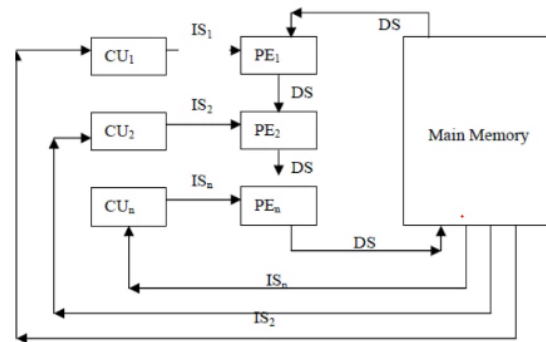 DS
IS₁
CU₁
PE₁
DS
IS₂
CU₂
PE₂
Main Memory
DS
ISₙ
CUₙ
PEₙ
DS
ISₙ
IS₂